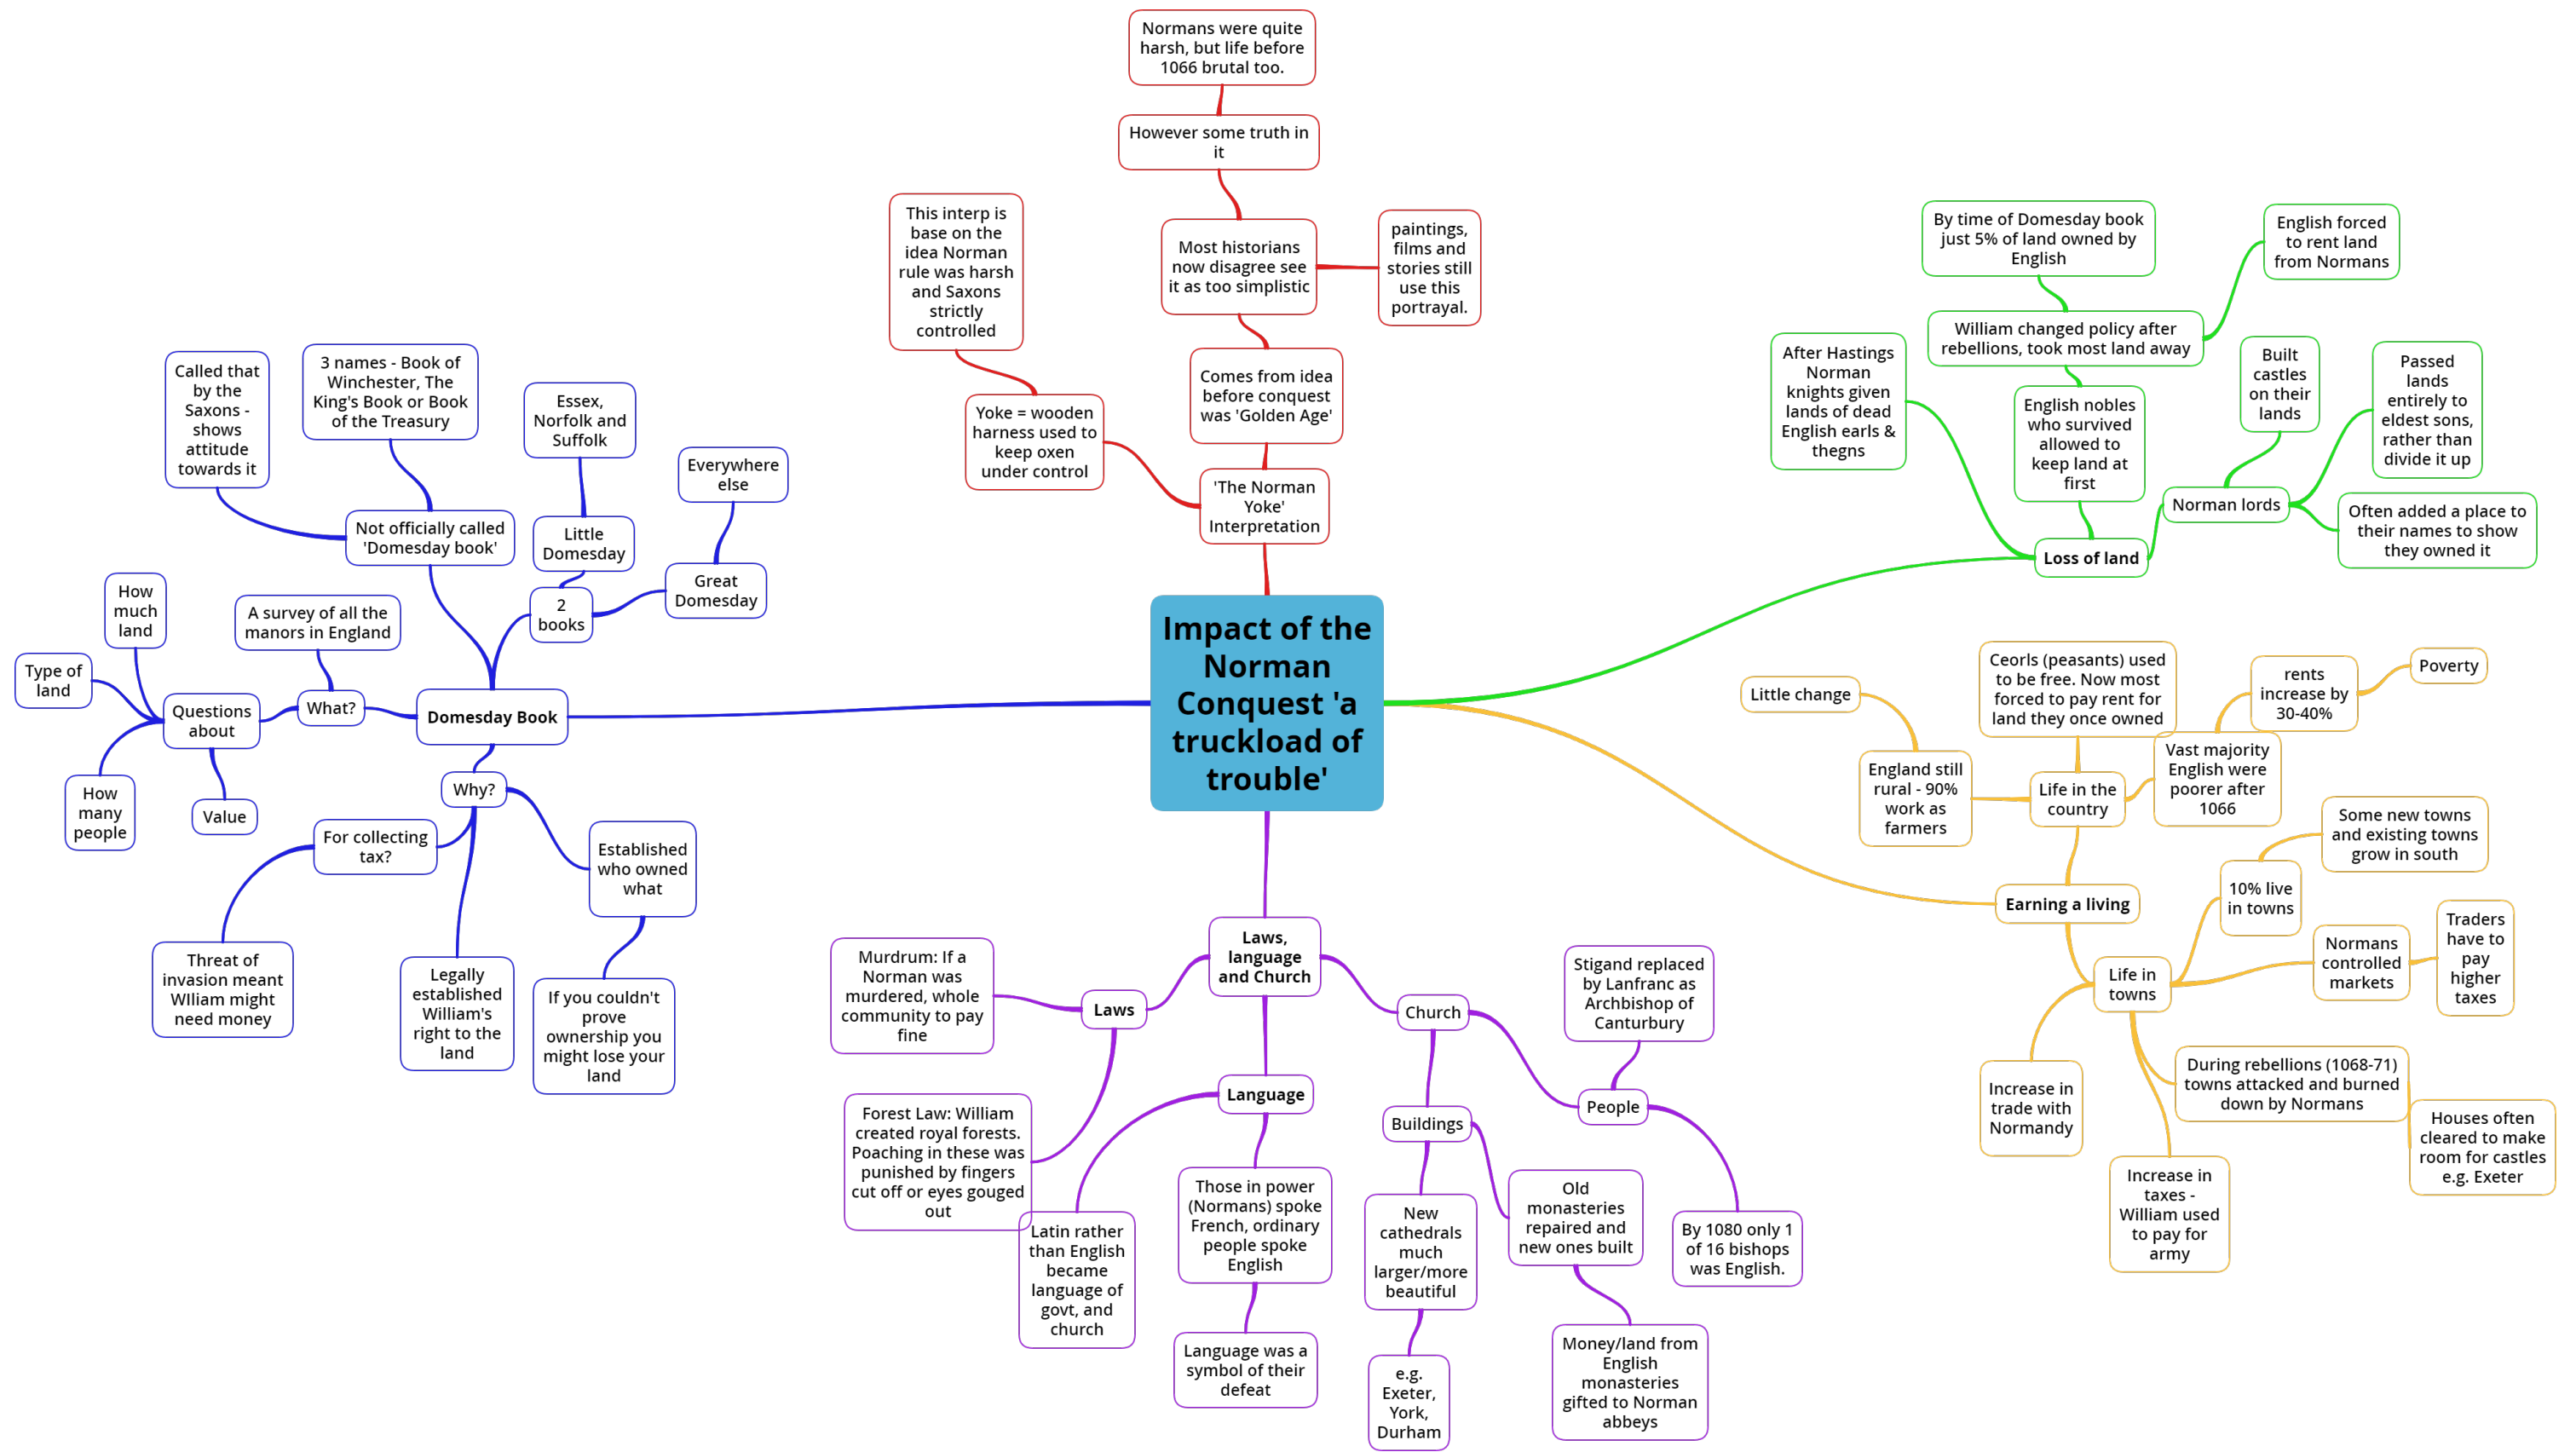 Impact of the
Norman
Conquest 'a
truckload of
trouble'
'The Norman
Yoke'
Interpretation
Yoke = wooden
harness used to
keep oxen
under control
This interp is
base on the
idea Norman
rule was harsh
and Saxons
strictly
controlled
Comes from idea
before conquest
was 'Golden Age'
Most historians
now disagree see
it as too simplistic
paintings,
films and
stories still
use this
portrayal.
However some truth in
it
Normans were quite
harsh, but life before
1066 brutal too.
Loss of land
After Hastings
Norman
knights given
lands of dead
English earls &
thegns
English nobles
who survived
allowed to
keep land at
first
William changed policy after
rebellions, took most land away
By time of Domesday book
just 5% of land owned by
English
English forced
to rent land
from Normans
Norman lords
Built
castles
on their
lands
Passed
lands
entirely to
eldest sons,
rather than
divide it up
Often added a place to
their names to show
they owned it
Earning a living
Life in the
country
England still
rural - 90%
work as
farmers
Little change
Ceorls (peasants) used
to be free. Now most
forced to pay rent for
land they once owned
Vast majority
English were
poorer after
1066
rents
increase by
30-40%
Poverty
Life in
towns
10% live
in towns
Some new towns
and existing towns
grow in south
Normans
controlled
markets
Traders
have to
pay
higher
taxes
During rebellions (1068-71)
towns attacked and burned
down by Normans
Houses often
cleared to make
room for castles
e.g. Exeter
Increase in
taxes -
William used
to pay for
army
Increase in
trade with
Normandy
Laws,
language
and Church
Laws
Murdrum: If a
Norman was
murdered, whole
community to pay
fine
Forest Law: William
created royal forests.
Poaching in these was
punished by fingers
cut off or eyes gouged
out
Language
Latin rather
than English
became
language of
govt, and
church
Those in power
(Normans) spoke
French, ordinary
people spoke
English
Language was a
symbol of their
defeat
Church
Buildings
New
cathedrals
much
larger/more
beautiful
e.g.
Exeter,
York,
Durham
Old
monasteries
repaired and
new ones built
Money/land from
English
monasteries
gifted to Norman
abbeys
People
Stigand replaced
by Lanfranc as
Archbishop of
Canturbury
By 1080 only 1
of 16 bishops
was English.
Domesday Book
Not officially called
'Domesday book'
Called that
by the
Saxons -
shows
attitude
towards it
3 names - Book of
Winchester, The
King's Book or Book
of the Treasury
2
books
Little
Domesday
Essex,
Norfolk and
Suffolk
Great
Domesday
Everywhere
else
What?
A survey of all the
manors in England
Questions
about
How
much
land
Type of
land
How
many
people
Value
Why?
For collecting
tax?
Threat of
invasion meant
WIliam might
need money
Legally
established
William's
right to the
land
Established
who owned
what
If you couldn't
prove
ownership you
might lose your
land